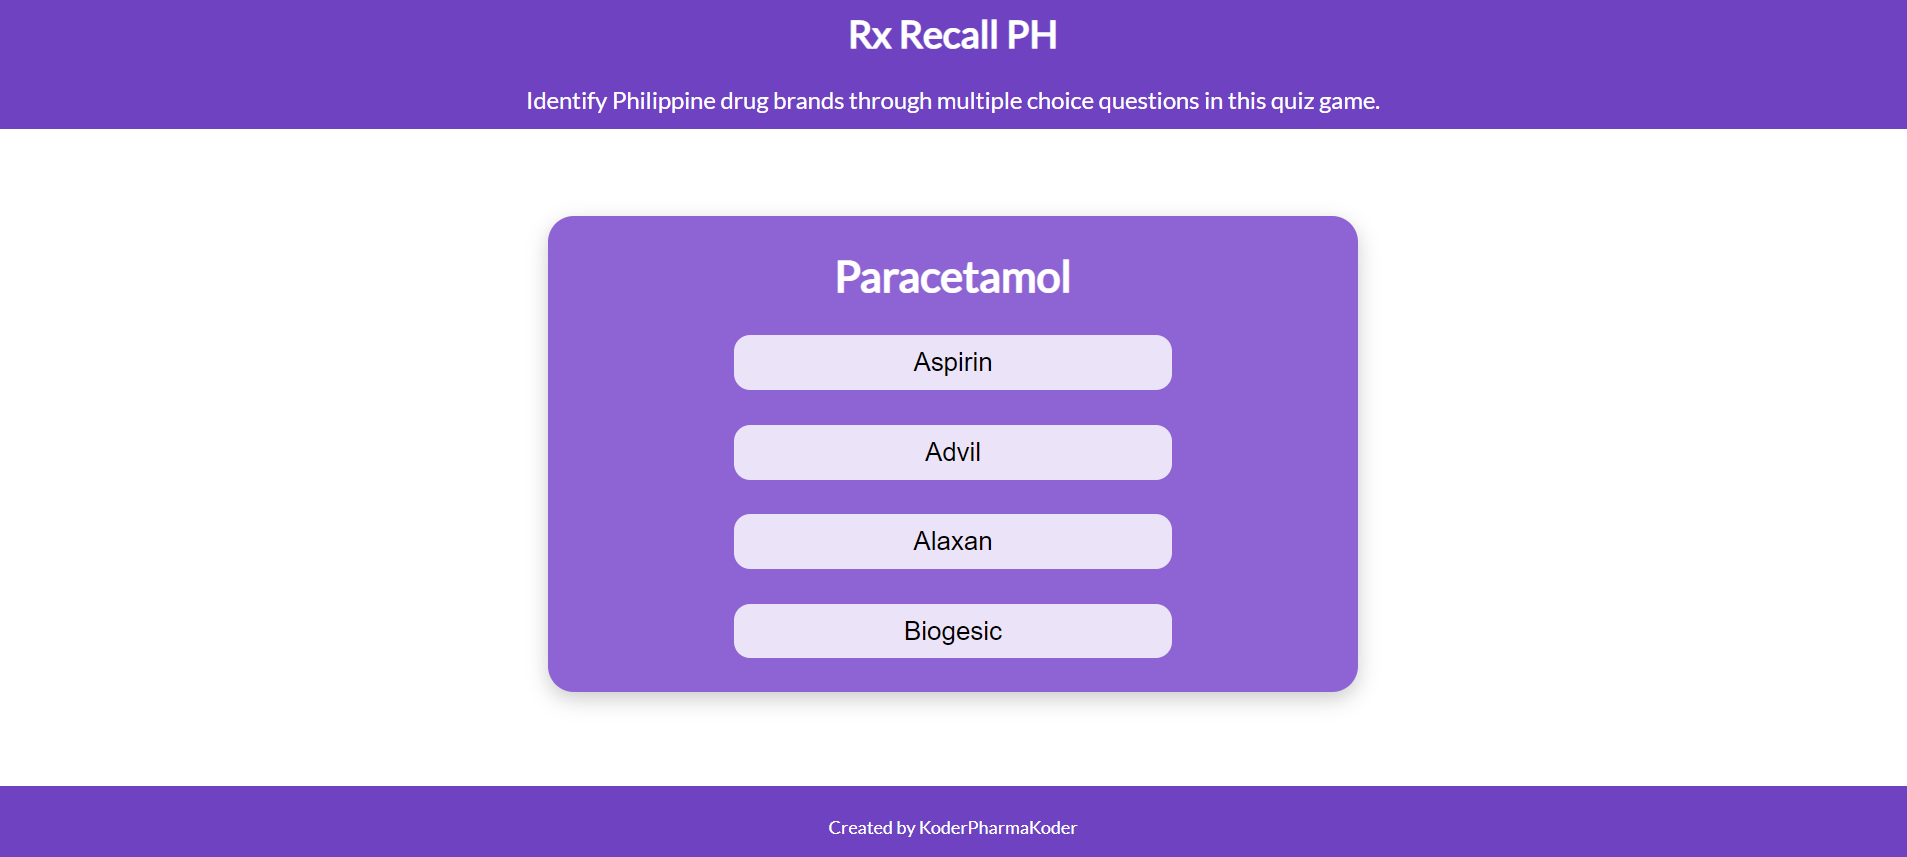 Rx Recall PH
Identify Philippine drug brands through multiple choice questions in this quiz game.
Paracetamol
Aspirin
Advil
Alaxan
Biogesic
Created by KoderPharmaKoder